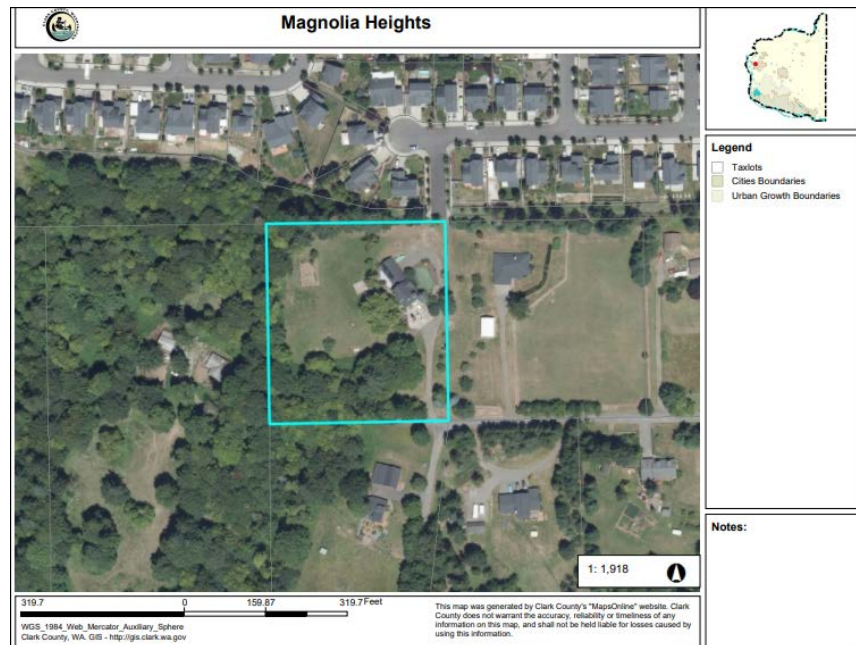 Magnolia Heights
Legend
Taxlots
Cities Boundaries
Urban Growth Boundaries
Notes:
1: 1,918
319.7 0 159.87 319.7 Feet
WGS_1984_Web_Mercator_Auxiliary_Sphere
Clark County, WA. GIS - http://gis.clark.wa.gov
This map was generated by Clark County's "MapsOnline" website. Clark
County does not warrant the accuracy, reliability or timeliness of any
information on this map, and shall not be held liable for losses caused by
using this information.